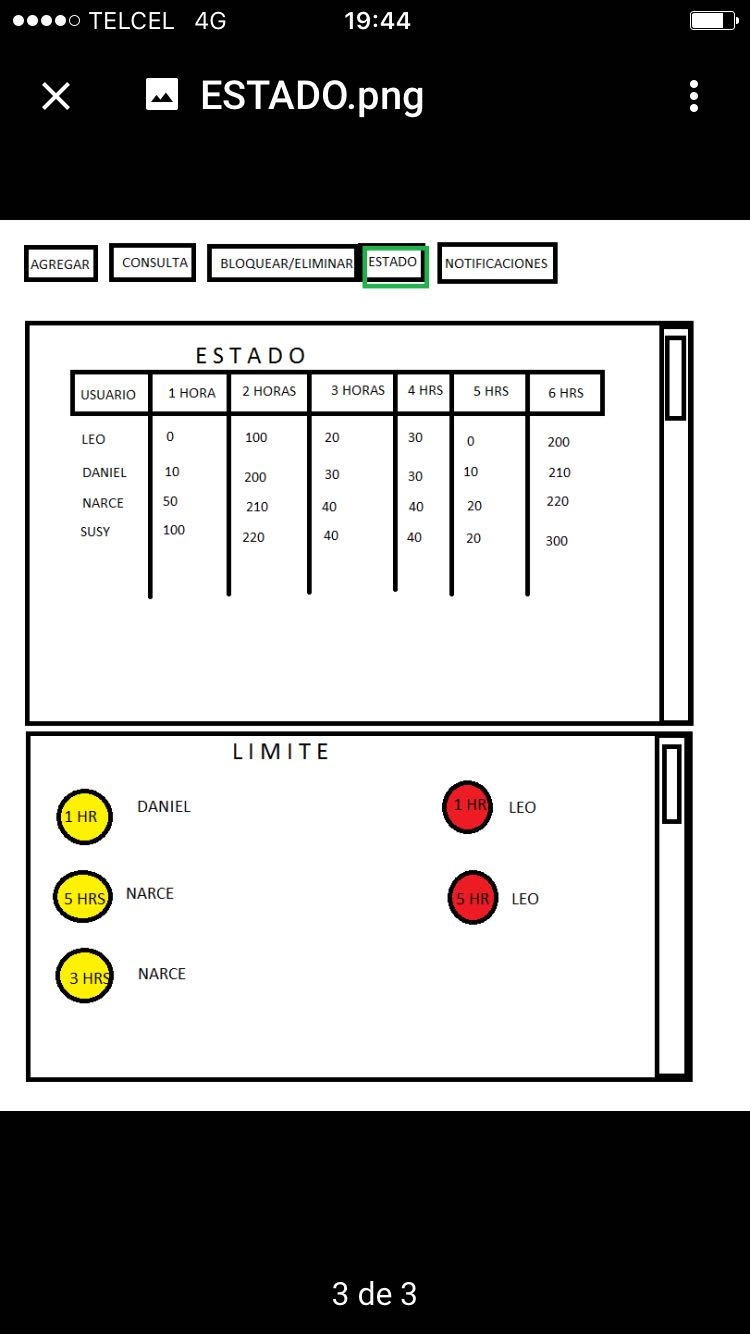 TELCEL 4G 19:44
ESTADO.png
AGREGAR CONSULTA BLOQUEAR/ELIMINAR ESTADO NOTIFICACIONES
ESTADO
USUARIO 1 HORA 2 HORAS 3 HORAS 4 HRS 5 HRS 6 HRS
LEO 0 100 20 30 0 200
DANIEL 10 200 30 30 10 210
NARCE 50 210 40 40 20 220
SUSY 100 220 40 40 20 300
LIMITE
1 HR DANIEL 1 HR LEO
5 HRS NARCE 5 HR LEO
3 HRS NARCE
3 de 3